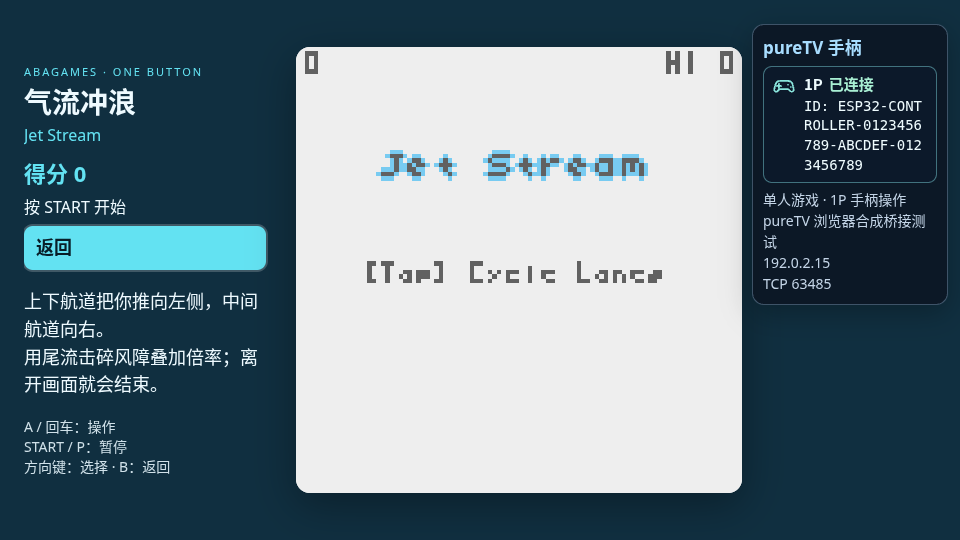 ABAGAMES · ONE BUTTON
气流冲浪
Jet Stream
得分 0
按 START 开始
返回
上下航道把你推向左侧，中间
航道向右。
用尾流击碎风障叠加倍率；离
开画面就会结束。
A / 回车：操作
START / P：暂停
方向键：选择 · B：返回
0
HI 0
Jet Stream
[Tap] Cycle Lanes
pureTV 手柄
1P 已连接
ID: ESP32-CONT
ROLLER-0123456
789-ABCDEF-012
3456789
单人游戏 · 1P 手柄操作
pureTV 浏览器合成桥接测
试
192.0.2.15
TCP 63485